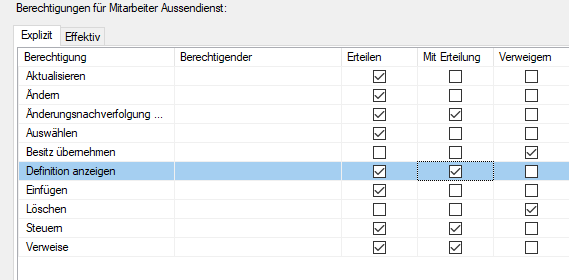 Berechtigungen für Mitarbeiter Aussendienst:
Explizit Effektiv
Berechtigung Berechtigender Erteilen Mit Erteilung Verweigern
Aktualisieren
Ändern
Änderungsnachverfolgung ...
Auswählen
Besitz übernehmen
Definition anzeigen
Einfügen
Löschen
Steuern
Verweise